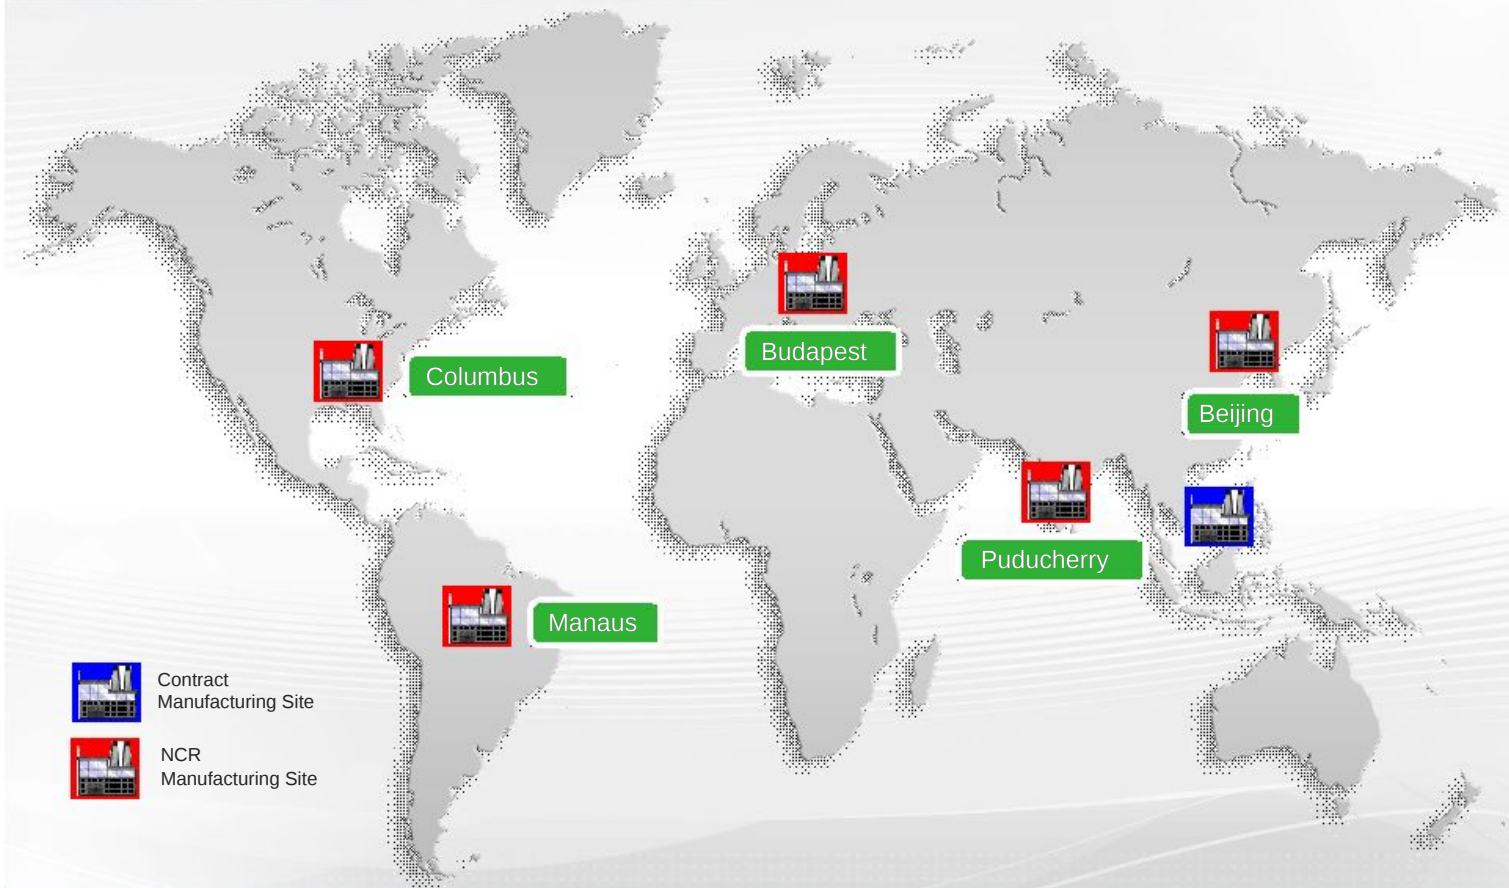 Budapest
Columbus
Beijing
Puducherry
Manaus
Contract
Manufacturing Site
NCR
Manufacturing Site